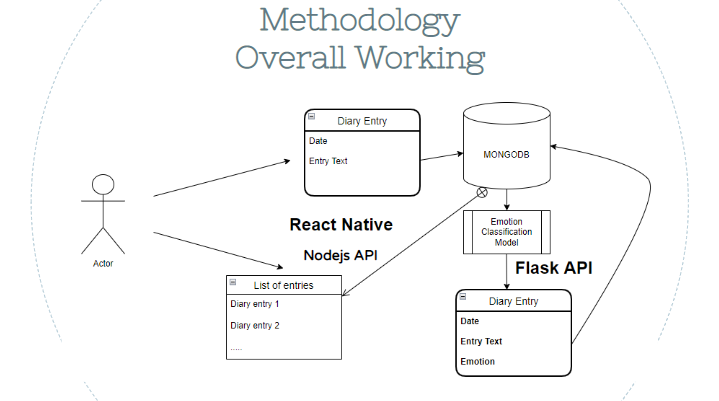 Methodology
Overall Working
Diary Entry
Date
Entry Text
MONGODB
Actor
React Native
Nodejs API
Emotion
Classification
Model
Flask API
List of entries
Diary entry 1
Diary entry 2
.....
Diary Entry
Date
Entry Text
Emotion